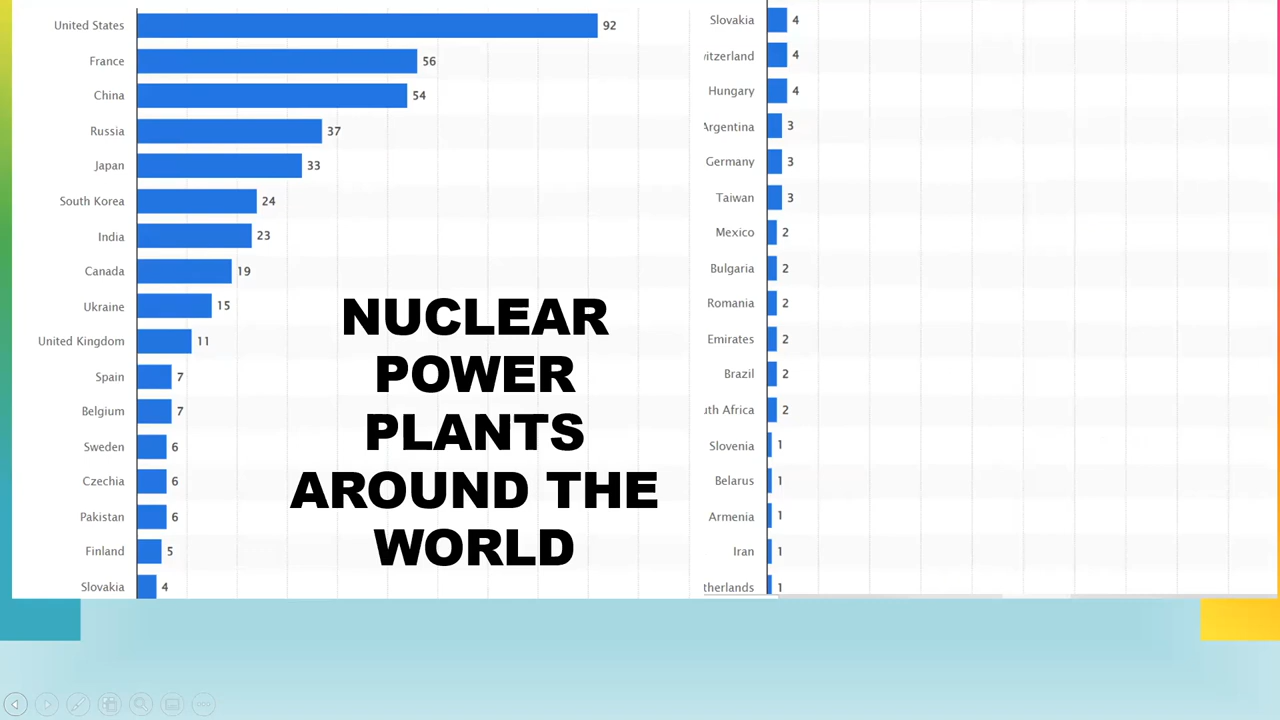 United States 92
France 56
China 54
Russia 37
Japan 33
South Korea 24
India 23
Canada 19
Ukraine 15
United Kingdom 11
Spain 7
Belgium 7
Sweden 6
Czechia 6
Pakistan 6
Finland 5
Slovakia 4
NUCLEAR
POWER
PLANTS
AROUND THE
WORLD
Slovakia 4
witzerland 4
Hungary 4
Argentina 3
Germany 3
Taiwan 3
Mexico 2
Bulgaria 2
Romania 2
Emirates 2
Brazil 2
uth Africa 2
Slovenia 1
Belarus 1
Armenia 1
Iran 1
therlands 1